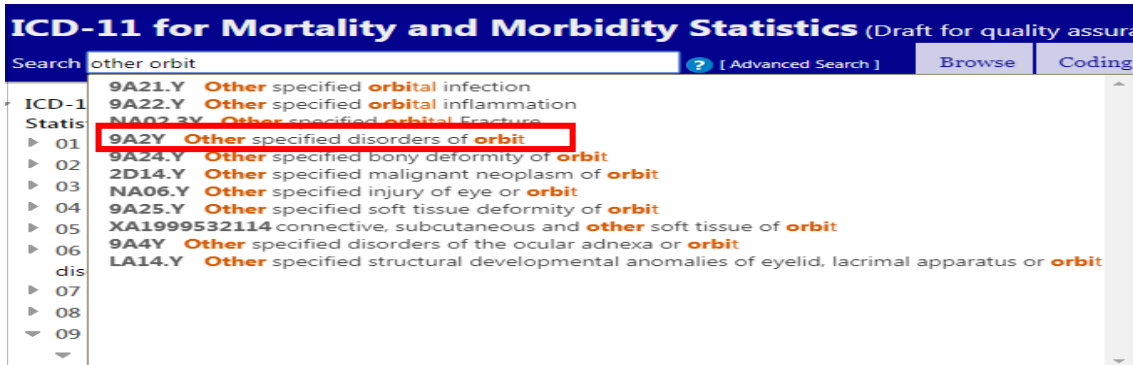 ICD-11 for Mortality and Morbidity Statistics (Draft for quality assura
Search other orbit ? [ Advanced Search ] Browse Coding
9A21.Y Other specified orbital infection
ICD-1 9A22.Y Other specified orbital inflammation
Statis NA02.3Y Other specified orbital Fracture
01 9A2Y Other specified disorders of orbit
9A24.Y Other specified bony deformity of orbit
02 2D14.Y Other specified malignant neoplasm of orbit
03 NA06.Y Other specified injury of eye or orbit
04 9A25.Y Other specified soft tissue deformity of orbit
05 XA1999532114 connective, subcutaneous and other soft tissue of orbit
06 9A4Y Other specified disorders of the ocular adnexa or orbit
dis LA14.Y Other specified structural developmental anomalies of eyelid, lacrimal apparatus or orbit
07
08
09